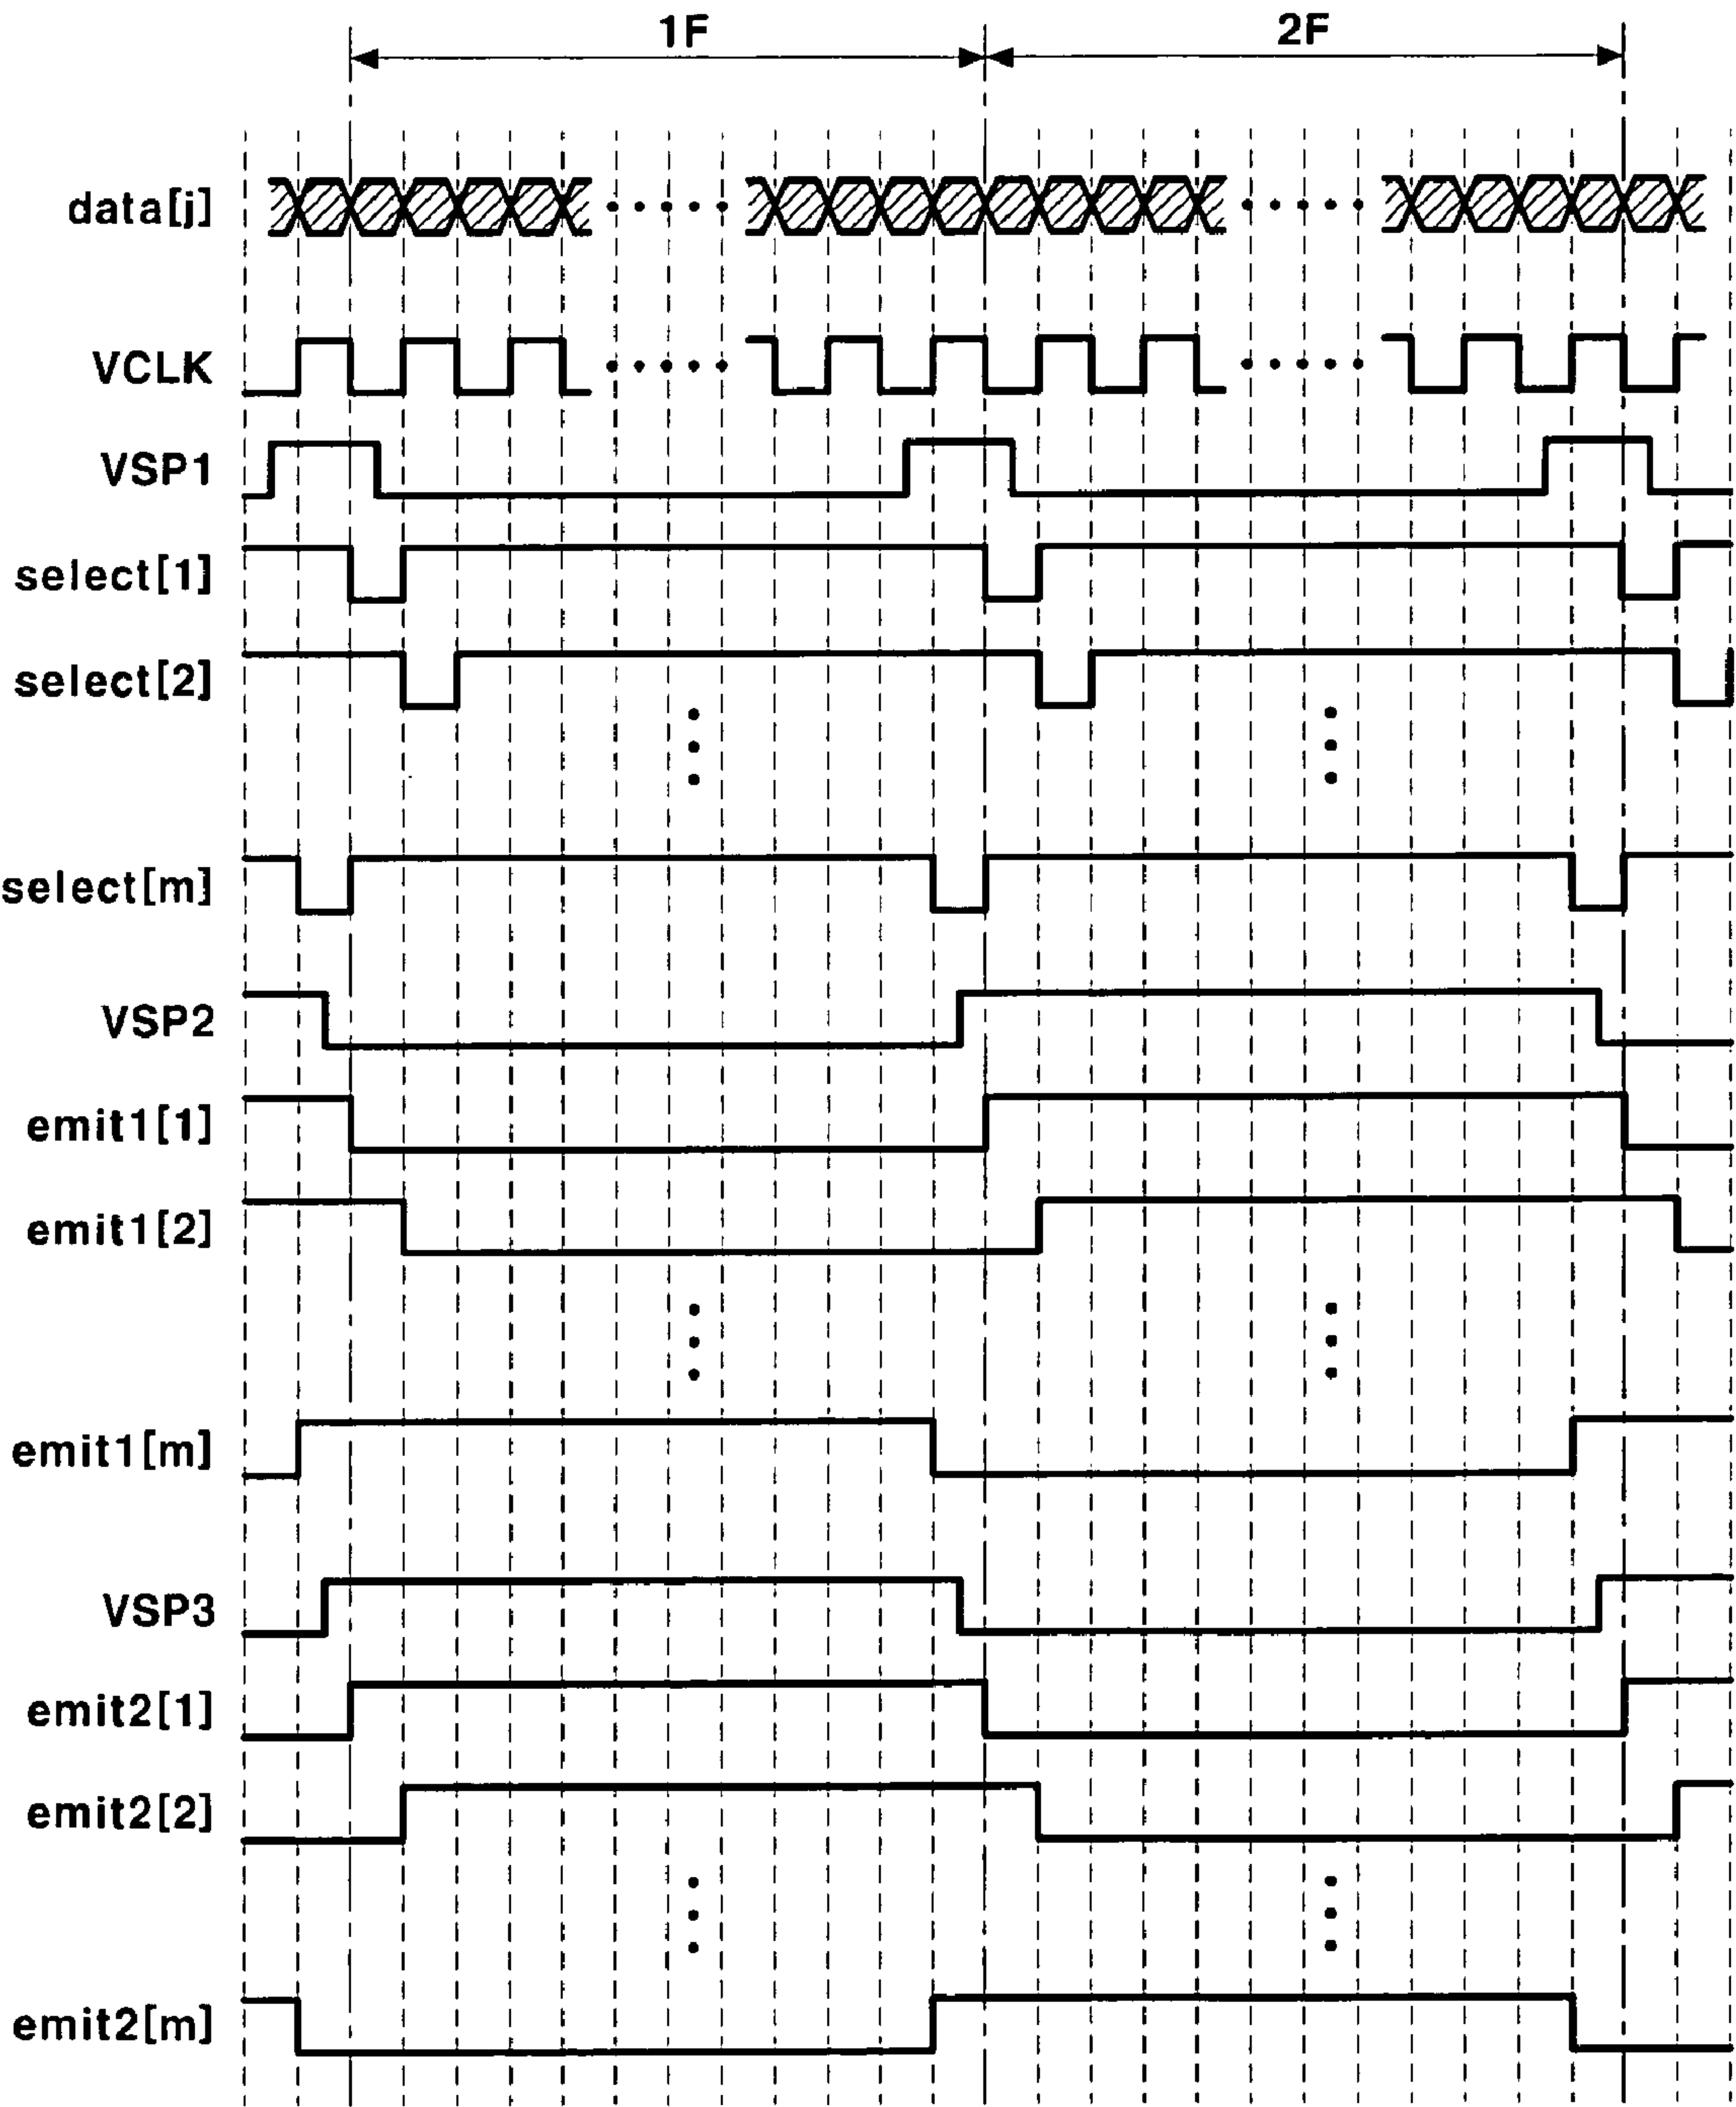 1F 2F
data[j]
VCLK
VSP1
select[1]
select[2]
select[m]
VSP2
emit1[1]
emit1[2]
emit1[m]
VSP3
emit2[1]
emit2[2]
emit2[m]